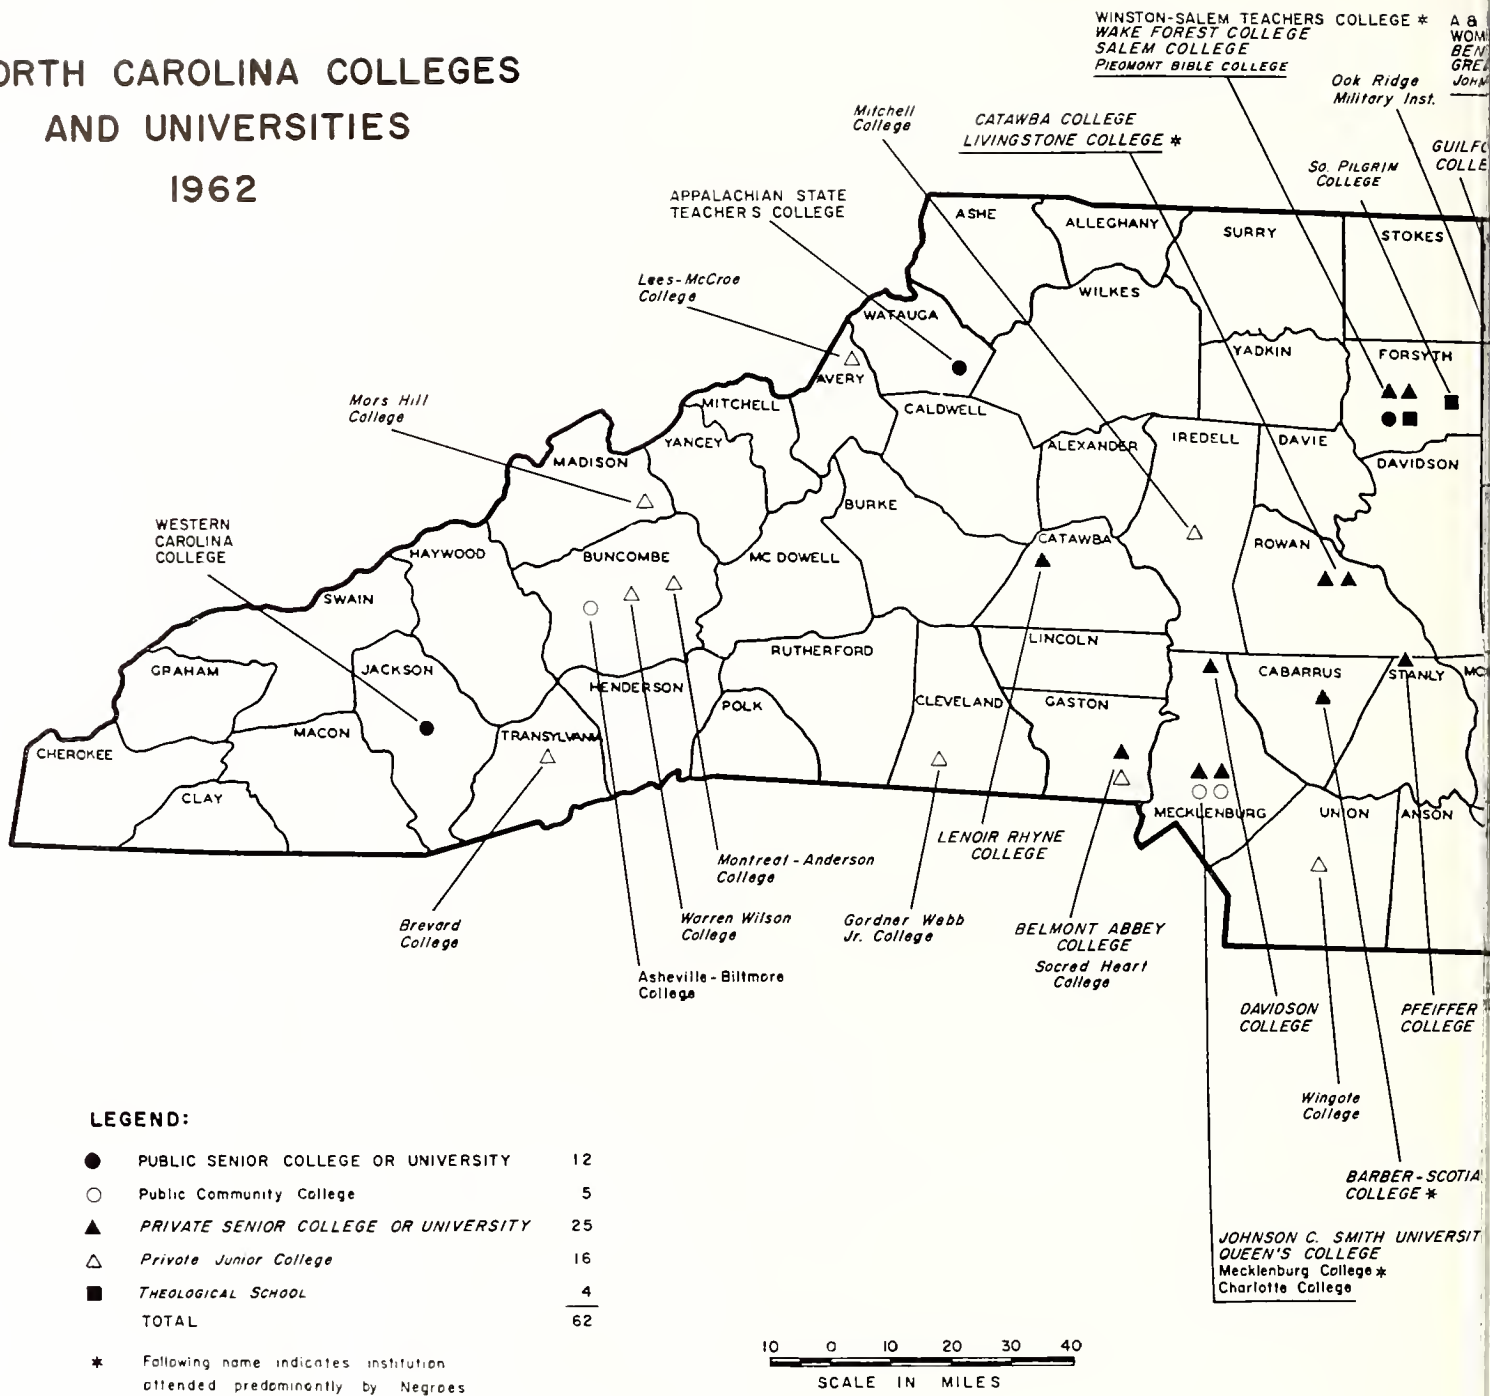 ORTH CAROLINA COLLEGES
AND UNIVERSITIES
1962
WINSTON-SALEM TEACHERS COLLEGE *
WAKE FOREST COLLEGE
SALEM COLLEGE
PIEDMONT BIBLE COLLEGE
A &
WOM
BEN
GRE
JOHN
Oak Ridge
Military Inst.
GUILFO
COLLE
So. PILGRIM
COLLEGE
Mitchell
College
CATAWBA COLLEGE
LIVINGSTONE COLLEGE *
APPALACHIAN STATE
TEACHERS COLLEGE
Lees-McCrae
College
Mars Hill
College
WESTERN
CAROLINA
COLLEGE
ASHE
ALLEGHANY
SURRY
STOKES
WATAUGA
WILKES
YADKIN
FORSYTH
AVERY
MITCHELL
CALDWELL
YANCEY
ALEXANDER
IREDELL
DAVIE
DAVIDSON
MADISON
BURKE
HAYWOOD
BUNCOMBE
MC DOWELL
CATAWBA
ROWAN
SWAIN
LINCOLN
GRAHAM
JACKSON
HENDERSON
RUTHERFORD
CABARRUS
STANLY
POLK
CLEVELAND
GASTON
CHEROKEE
MACON
TRANSYLVANIA
CLAY
MECKLENBURG
UNION
ANSON
LENOIR RHYNE
COLLEGE
Montreat-Anderson
College
Brevard
College
Warren Wilson
College
Gardner Webb
Jr. College
BELMONT ABBEY
COLLEGE
Sacred Heart
College
Asheville-Biltmore
College
DAVIDSON
COLLEGE
PFEIFFER
COLLEGE
Wingate
College
BARBER-SCOTIA
COLLEGE *
JOHNSON C. SMITH UNIVERSIT
QUEEN'S COLLEGE
Mecklenburg College *
Charlotte College
LEGEND:
PUBLIC SENIOR COLLEGE OR UNIVERSITY 12
Public Community College 5
PRIVATE SENIOR COLLEGE OR UNIVERSITY 25
Private Junior College 16
THEOLOGICAL SCHOOL 4
TOTAL 62
* Following name indicates institution
attended predominantly by Negroes
10 0 10 20 30 40
SCALE IN MILES